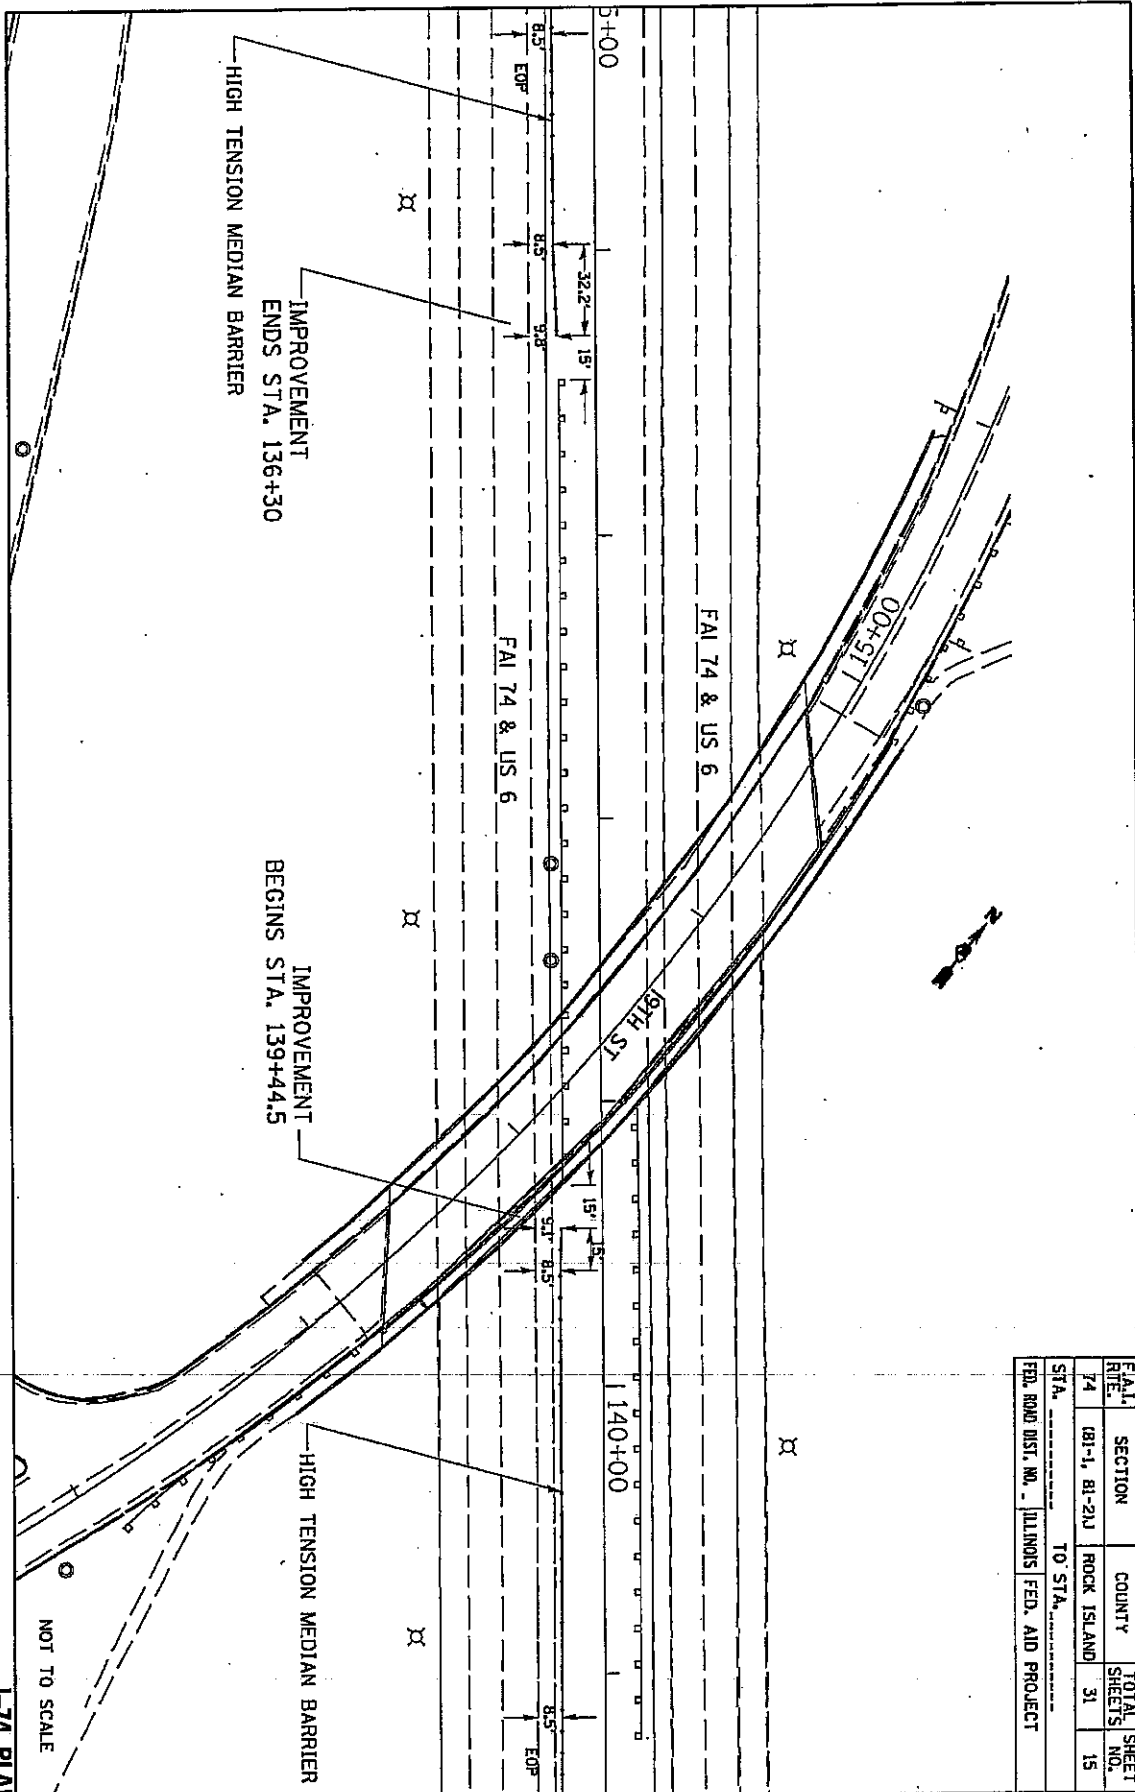 F.A.I. RTE.
SECTION
COUNTY
TOTAL SHEETS
SHEET NO.
74
(81-1, 81-2)J
ROCK ISLAND
31
15
STA. ---------- TO STA. ----------
FED. ROAD DIST. NO. -
ILLINOIS
FED. AID PROJECT
5+00
15+00
140+00
N
FAI 74 & US 6
FAI 74 & US 6
19TH ST
8.5'
EOP
8.5'
32.2'
9.8'
15'
15'
15'
9.1'
8.5'
8.5'
EOP
HIGH TENSION MEDIAN BARRIER
IMPROVEMENT
ENDS STA. 136+30
IMPROVEMENT
BEGINS STA. 139+44.5
HIGH TENSION MEDIAN BARRIER
NOT TO SCALE